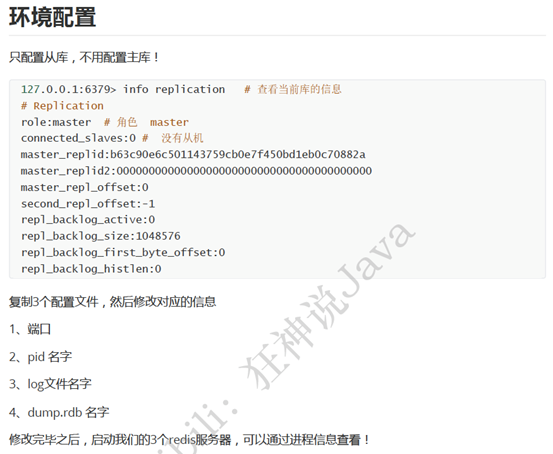 环境配置
只配置从库，不用配置主库！
127.0.0.1:6379> info replication   # 查看当前库的信息
# Replication
role:master  # 角色  master
connected_slaves:0 #  没有从机
master_replid:b63c90e6c501143759cb0e7f450bd1eb0c70882a
master_replid2:0000000000000000000000000000000000000000
master_repl_offset:0
second_repl_offset:-1
repl_backlog_active:0
repl_backlog_size:1048576
repl_backlog_first_byte_offset:0
repl_backlog_histlen:0
复制3个配置文件，然后修改对应的信息
1、端口
2、pid 名字
3、log文件名字
4、dump.rdb 名字
修改完毕之后，启动我们的3个redis服务器，可以通过进程信息查看！
狂神说Java